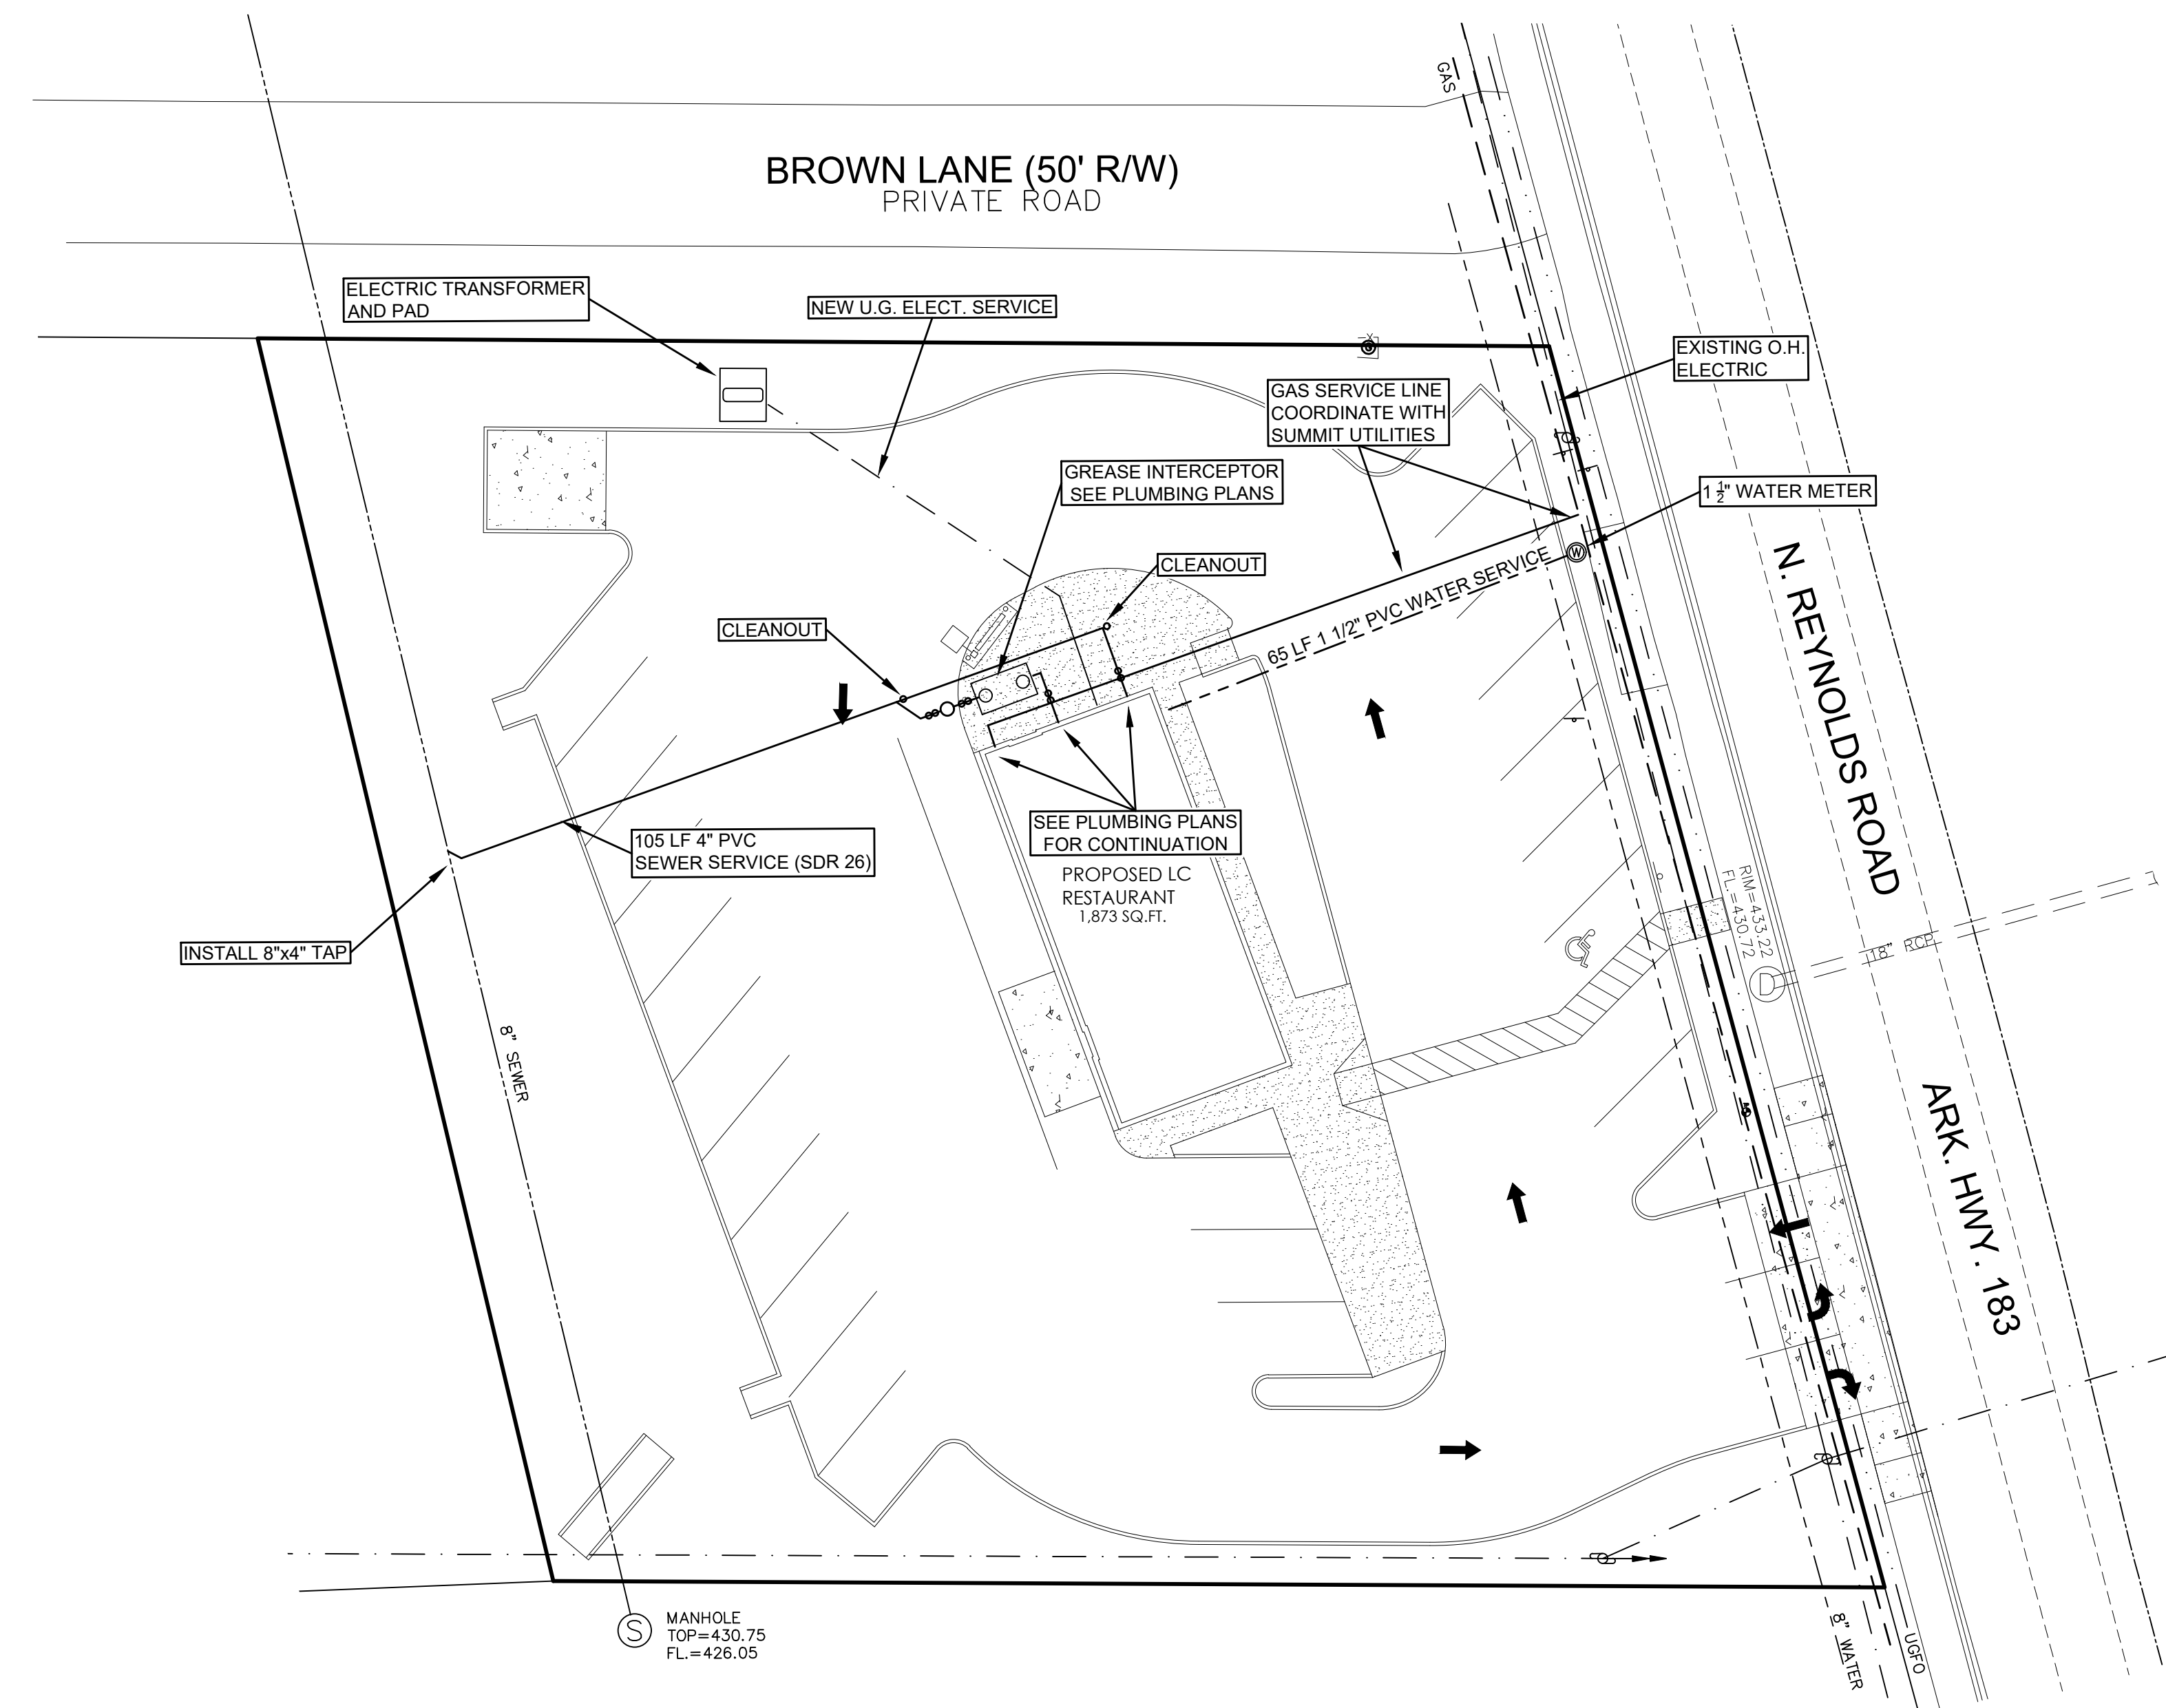 GAS
BROWN LANE (50' R/W)
PRIVATE ROAD
ELECTRIC TRANSFORMER
AND PAD
NEW U.G. ELECT. SERVICE
EXISTING O.H.
ELECTRIC
GAS SERVICE LINE
COORDINATE WITH
SUMMIT UTILITIES
GREASE INTERCEPTOR
SEE PLUMBING PLANS
1 1/2" WATER METER
W
CLEANOUT
65 LF 1 1/2" PVC WATER SERVICE
CLEANOUT
N. REYNOLDS ROAD
SEE PLUMBING PLANS
FOR CONTINUATION
105 LF 4" PVC
SEWER SERVICE (SDR 26)
PROPOSED LC
RESTAURANT
1,873 SQ.FT.
RIM=433.22
FL.=430.72
D
18" RCP
INSTALL 8"x4" TAP
8" SEWER
ARK. HWY. 183
S
MANHOLE
TOP=430.75
FL.=426.05
8" WATER
UGFO